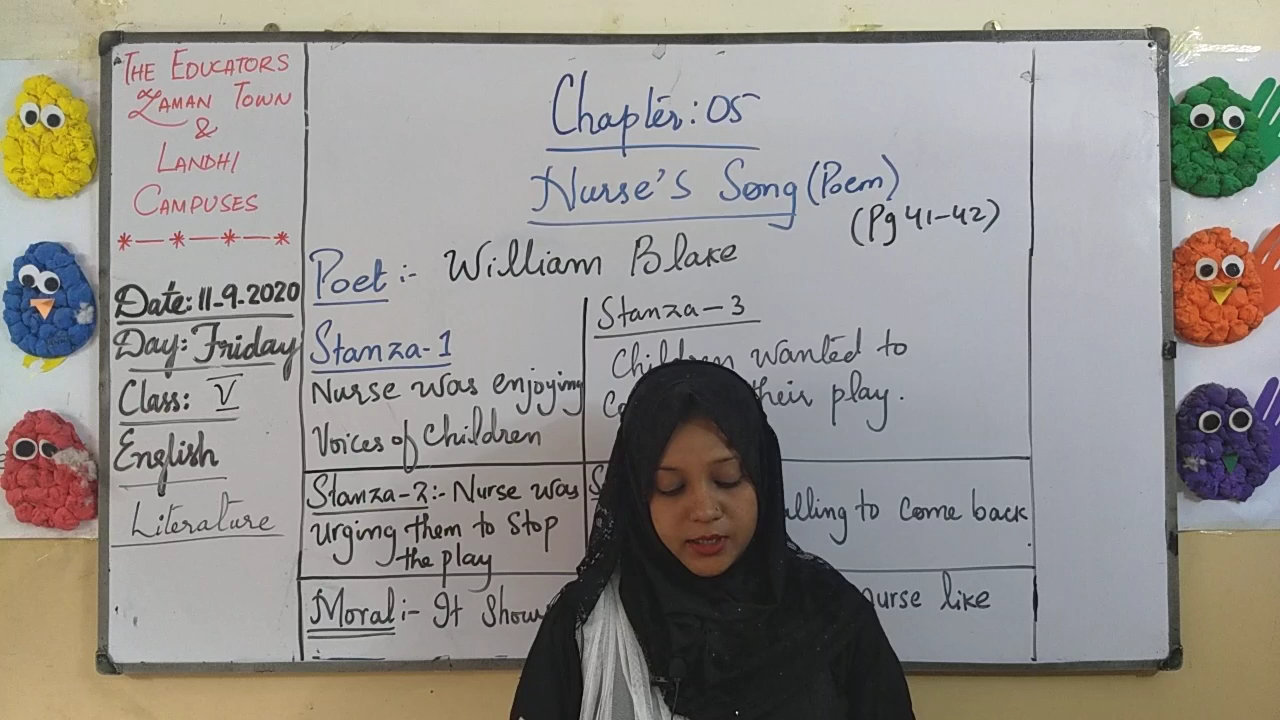 THE EDUCATORS
ZAMAN TOWN
&
LANDHI
CAMPUSES
*—*—*—*
Date: 11-9-2020
Day: Friday
Class: V
English
Literature
Chapter: 05
Nurse's Song (Poem)
(Pg 41-42)
Poet :- William Blake
Stanza-1
Nurse was enjoying
Voices of Children
Stanza-2:- Nurse was
Urging them to Stop
the play
Stanza-3
Children wanted to
their play.
to come back
Moral :- It Shows
nurse like